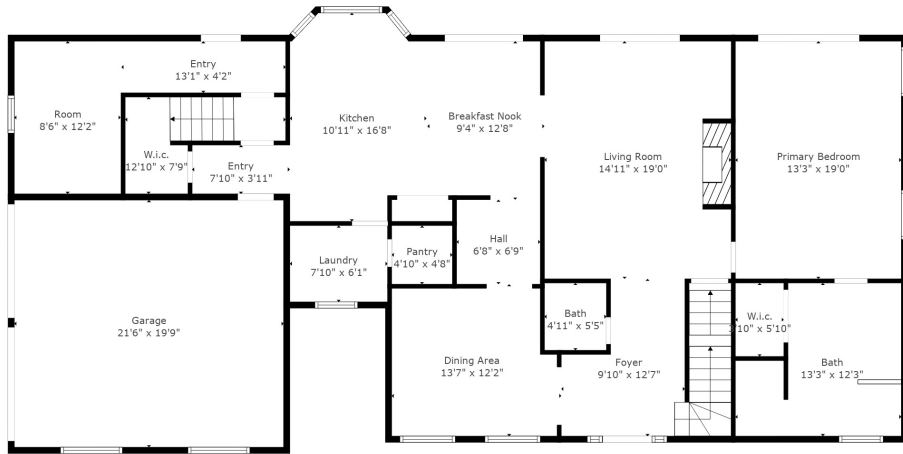 Entry
13'1" x 4'2"
Room
8'6" x 12'2"
W.i.c.
12'10" x 7'9"
Entry
7'10" x 3'11"
Kitchen
10'11" x 16'8"
Breakfast Nook
9'4" x 12'8"
Living Room
14'11" x 19'0"
Primary Bedroom
13'3" x 19'0"
Hall
6'8" x 6'9"
Laundry
7'10" x 6'1"
Pantry
4'10" x 4'8"
Garage
21'6" x 19'9"
Bath
4'11" x 5'5"
W.i.c.
10" x 5'10"
Dining Area
13'7" x 12'2"
Foyer
9'10" x 12'7"
Bath
13'3" x 12'3"